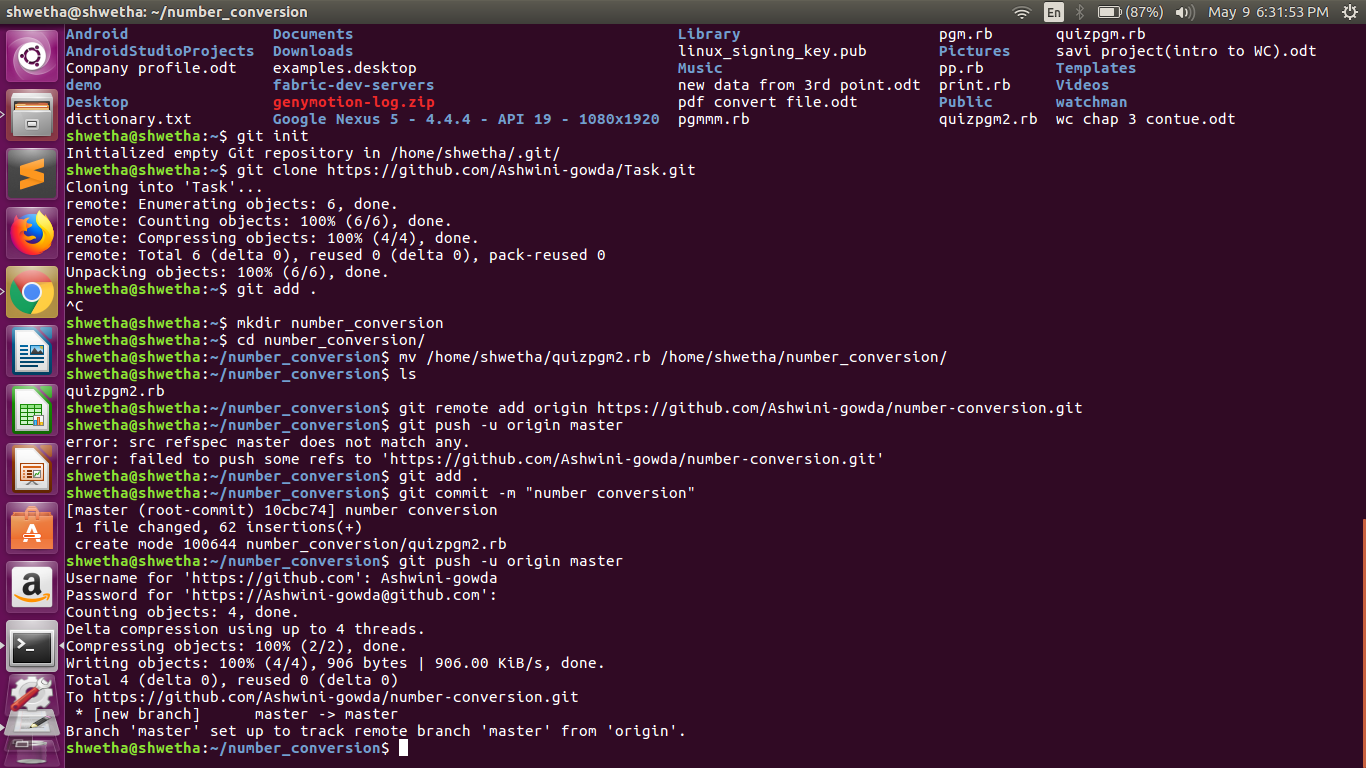 shwetha@shwetha: ~/number_conversion En (87%) May 9 6:31:53 PM
Android Documents Library pgm.rb quizpgm.rb
AndroidStudioProjects Downloads linux_signing_key.pub Pictures savi project(intro to WC).odt
Company profile.odt examples.desktop Music pp.rb Templates
demo fabric-dev-servers new data from 3rd point.odt print.rb Videos
Desktop genymotion-log.zip pdf convert file.odt Public watchman
dictionary.txt Google Nexus 5 - 4.4.4 - API 19 - 1080x1920 pgmmm.rb quizpgm2.rb wc chap 3 contue.odt
shwetha@shwetha:~$ git init
Initialized empty Git repository in /home/shwetha/.git/
shwetha@shwetha:~$ git clone https://github.com/Ashwini-gowda/Task.git
Cloning into 'Task'...
remote: Enumerating objects: 6, done.
remote: Counting objects: 100% (6/6), done.
remote: Compressing objects: 100% (4/4), done.
remote: Total 6 (delta 0), reused 0 (delta 0), pack-reused 0
Unpacking objects: 100% (6/6), done.
shwetha@shwetha:~$ git add .
^C
shwetha@shwetha:~$ mkdir number_conversion
shwetha@shwetha:~$ cd number_conversion/
shwetha@shwetha:~/number_conversion$ mv /home/shwetha/quizpgm2.rb /home/shwetha/number_conversion/
shwetha@shwetha:~/number_conversion$ ls
quizpgm2.rb
shwetha@shwetha:~/number_conversion$ git remote add origin https://github.com/Ashwini-gowda/number-conversion.git
shwetha@shwetha:~/number_conversion$ git push -u origin master
error: src refspec master does not match any.
error: failed to push some refs to 'https://github.com/Ashwini-gowda/number-conversion.git'
shwetha@shwetha:~/number_conversion$ git add .
shwetha@shwetha:~/number_conversion$ git commit -m "number conversion"
[master (root-commit) 10cbc74] number conversion
 1 file changed, 62 insertions(+)
 create mode 100644 number_conversion/quizpgm2.rb
shwetha@shwetha:~/number_conversion$ git push -u origin master
Username for 'https://github.com': Ashwini-gowda
Password for 'https://Ashwini-gowda@github.com':
Counting objects: 4, done.
Delta compression using up to 4 threads.
Compressing objects: 100% (2/2), done.
Writing objects: 100% (4/4), 906 bytes | 906.00 KiB/s, done.
Total 4 (delta 0), reused 0 (delta 0)
To https://github.com/Ashwini-gowda/number-conversion.git
 * [new branch] master -> master
Branch 'master' set up to track remote branch 'master' from 'origin'.
shwetha@shwetha:~/number_conversion$